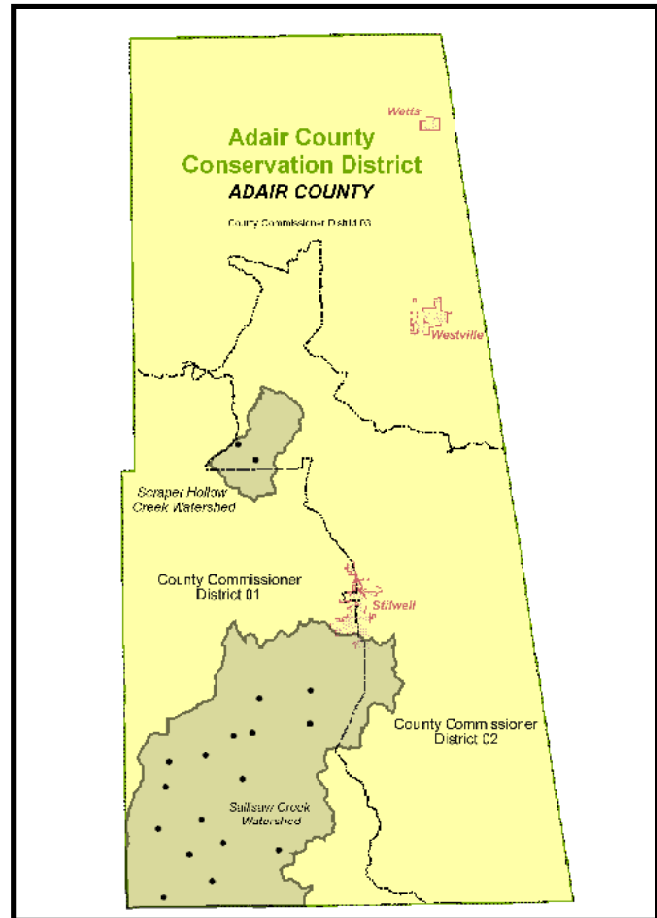 Watts
Adair County
Conservation District
ADAIR COUNTY
County Commissioner District 03
Westville
Scraper Hollow
Creek Watershed
County Commissioner
District 01
Stilwell
County Commissioner
District 02
Sallisaw Creek
Watershed